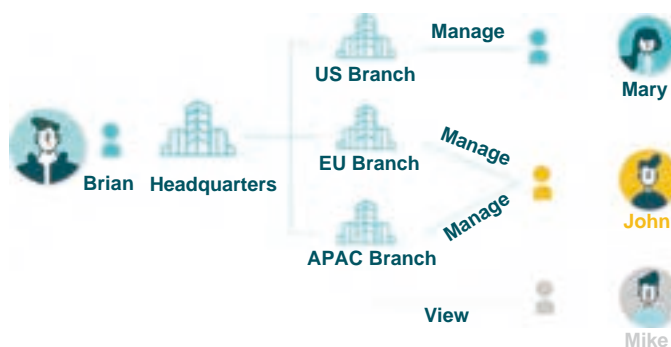 Manage
US Branch
Mary
Manage
EU Branch
Brian
Headquarters
Manage
John
APAC Branch
View
Mike